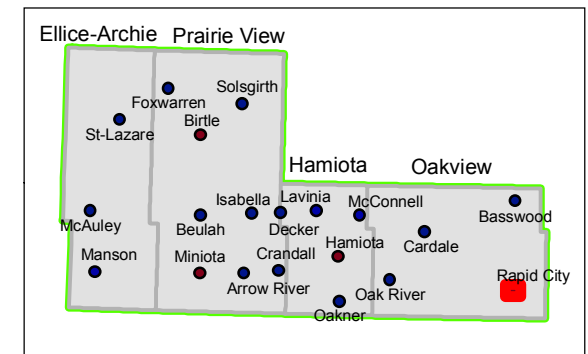 Ellice-Archie Prairie View
Solsgirth
Foxwarren
Birtle
St-Lazare
Hamiota Oakview
Isabella Lavinia McConnell
Basswood
McAuley Beulah Decker Cardale
Manson Miniota Crandall Hamiota
Rapid City
Arrow River Oak River
Oakner